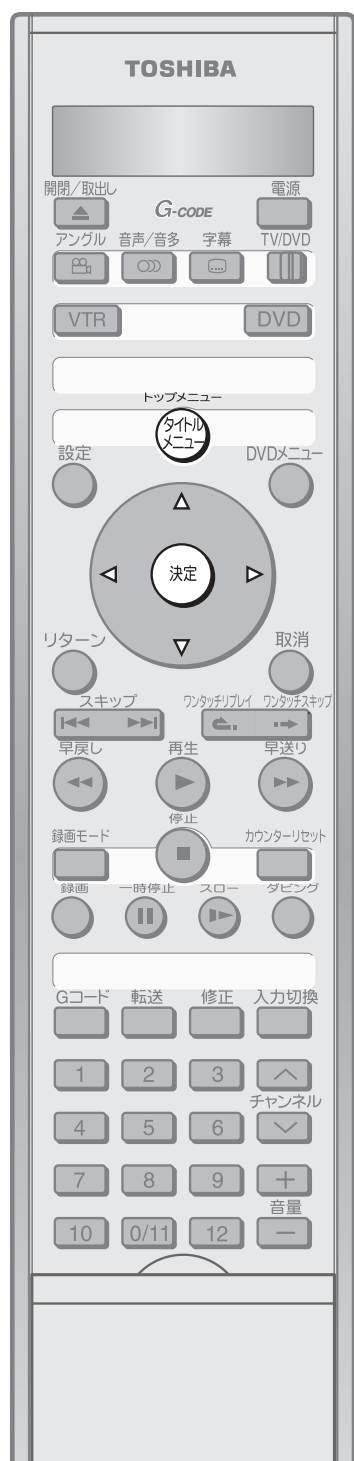 TOSHIBA
開閉/取出し
G-CODE
電源
アングル 音声/音多 字幕 TV/DVD
VTR DVD
トップメニュー
タイトル
メニュー
設定 DVDメニュー
決定
リターン 取消
スキップ ワンタッチリプレイ ワンタッチスキップ
早戻し 再生 早送り
停止
録画モード カウンターリセット
録画 一時停止 スロー ダビング
Gコード 転送 修正 入力切換
1 2 3
チャンネル
4 5 6
7 8 9 +
音量
10 0/11 12 −